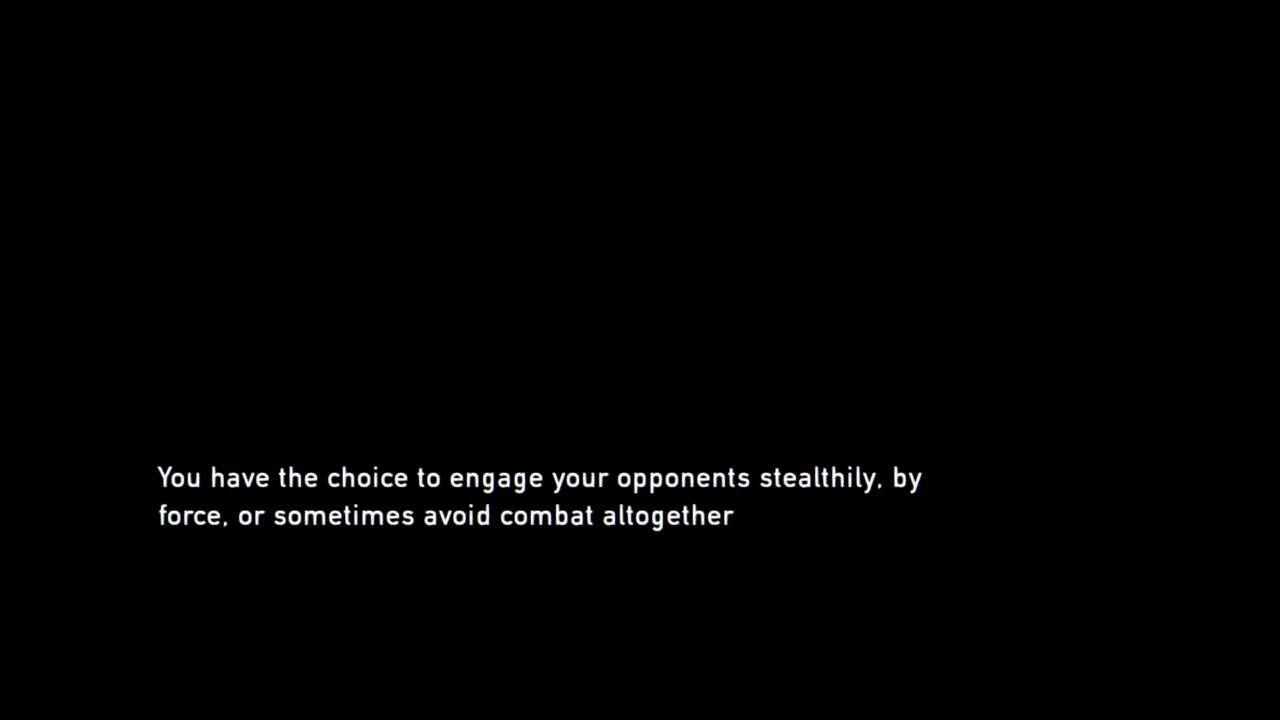 You have the choice to engage your opponents stealthily, by
force, or sometimes avoid combat altogether